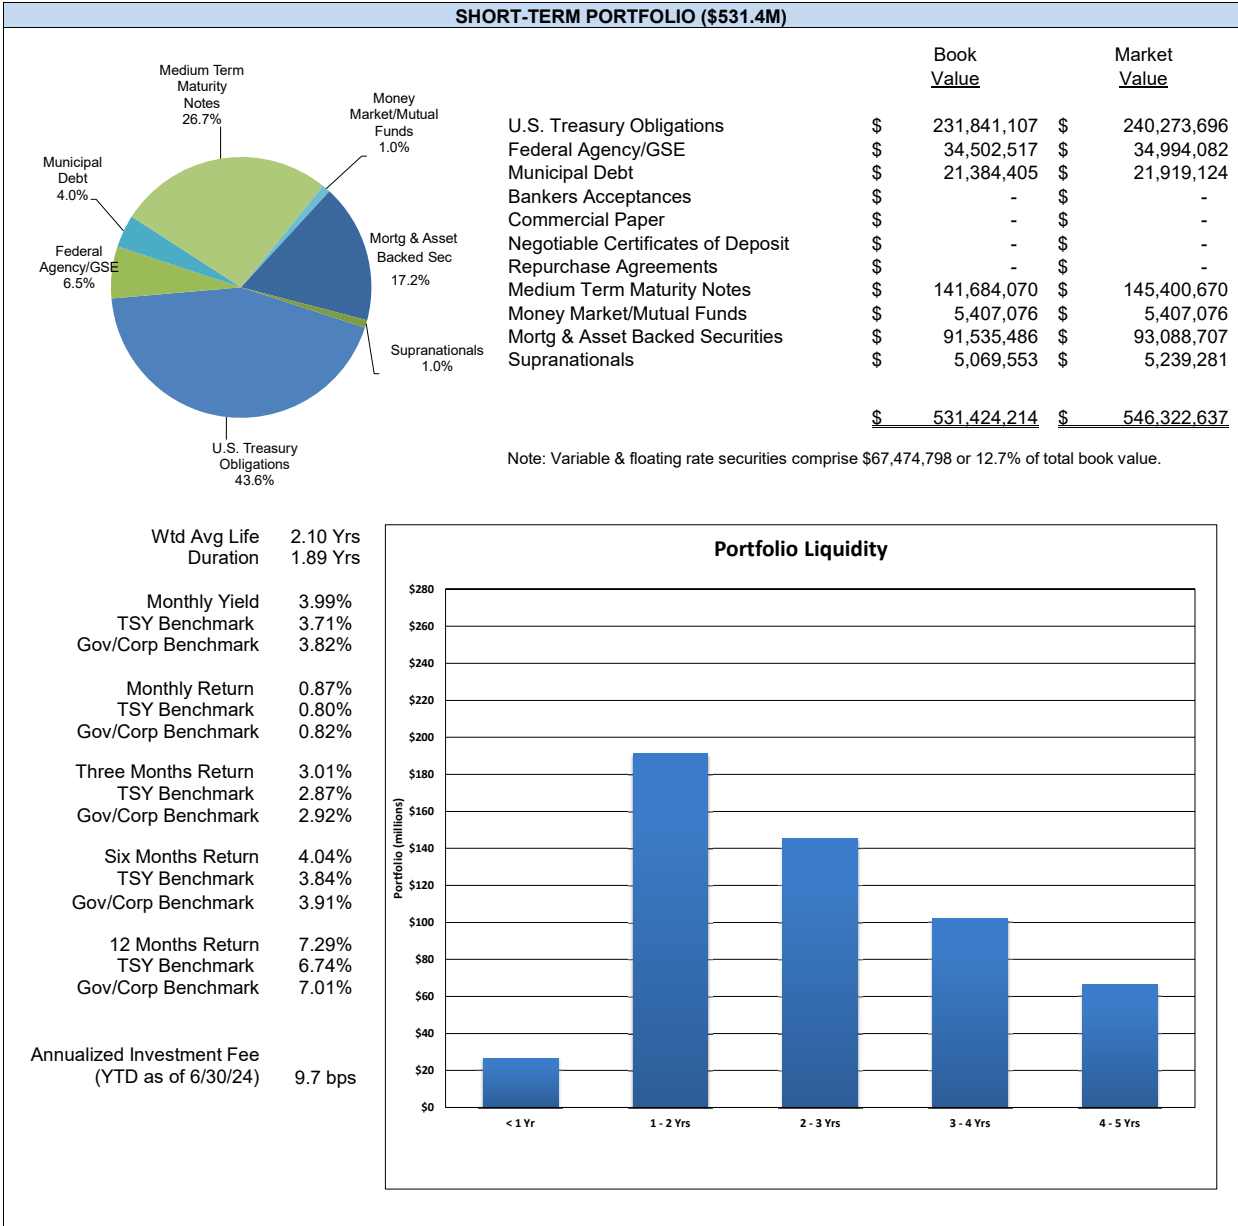 SHORT-TERM PORTFOLIO ($531.4M)
Medium Term
Maturity
Notes
26.7%
Money
Market/Mutual
Funds
1.0%
Municipal
Debt
4.0%
Federal
Agency/GSE
6.5%
Mortg & Asset
Backed Sec
17.2%
Supranationals
1.0%
U.S. Treasury
Obligations
43.6%
Book Market
Value Value
U.S. Treasury Obligations $ 231,841,107 $ 240,273,696
Federal Agency/GSE $ 34,502,517 $ 34,994,082
Municipal Debt $ 21,384,405 $ 21,919,124
Bankers Acceptances $ - $ -
Commercial Paper $ - $ -
Negotiable Certificates of Deposit $ - $ -
Repurchase Agreements $ - $ -
Medium Term Maturity Notes $ 141,684,070 $ 145,400,670
Money Market/Mutual Funds $ 5,407,076 $ 5,407,076
Mortg & Asset Backed Securities $ 91,535,486 $ 93,088,707
Supranationals $ 5,069,553 $ 5,239,281
$ 531,424,214 $ 546,322,637
Note: Variable & floating rate securities comprise $67,474,798 or 12.7% of total book value.
Wtd Avg Life 2.10 Yrs
Duration 1.89 Yrs
Monthly Yield 3.99%
TSY Benchmark 3.71%
Gov/Corp Benchmark 3.82%
Monthly Return 0.87%
TSY Benchmark 0.80%
Gov/Corp Benchmark 0.82%
Three Months Return 3.01%
TSY Benchmark 2.87%
Gov/Corp Benchmark 2.92%
Six Months Return 4.04%
TSY Benchmark 3.84%
Gov/Corp Benchmark 3.91%
12 Months Return 7.29%
TSY Benchmark 6.74%
Gov/Corp Benchmark 7.01%
Annualized Investment Fee
(YTD as of 6/30/24) 9.7 bps
Portfolio Liquidity
Portfolio (millions)
$280
$260
$240
$220
$200
$180
$160
$140
$120
$100
$80
$60
$40
$20
$0
< 1 Yr 1 - 2 Yrs 2 - 3 Yrs 3 - 4 Yrs 4 - 5 Yrs